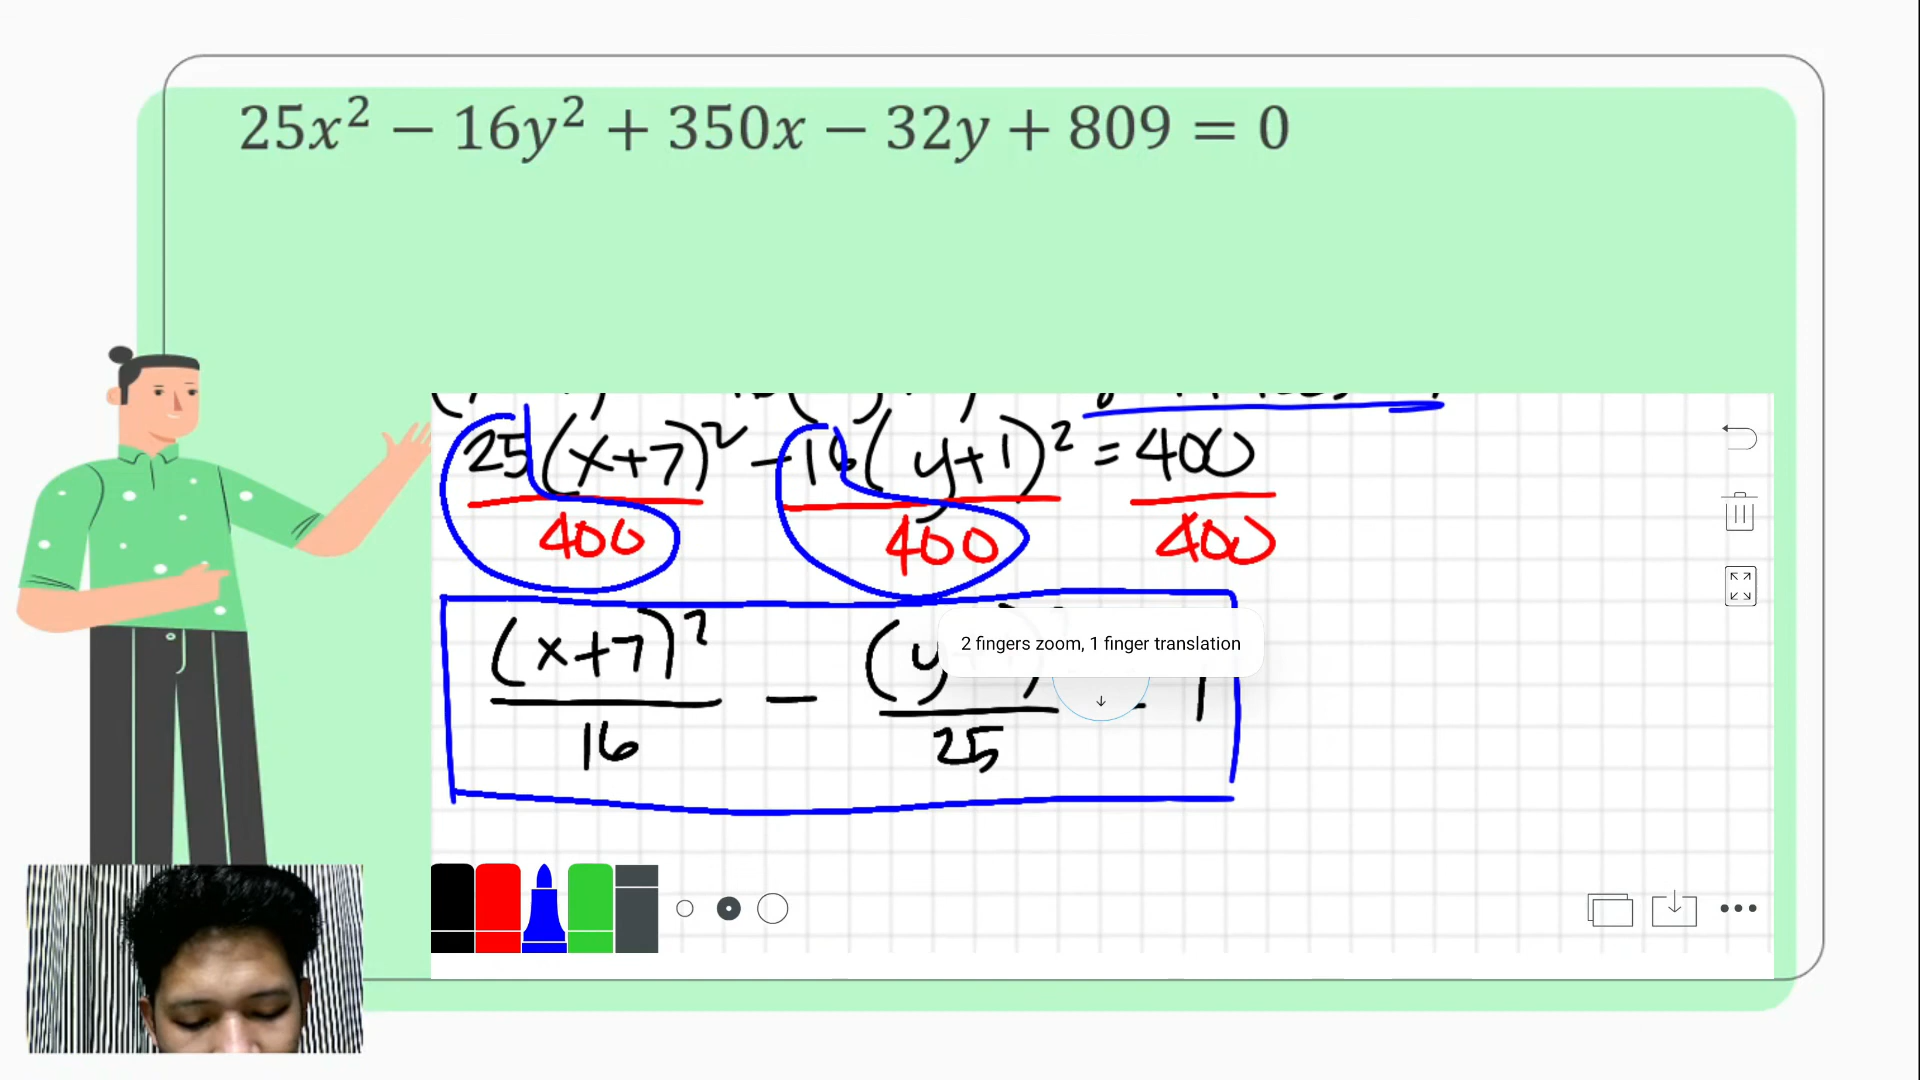 25x² − 16y² + 350x − 32y + 809 = 0
25(x+7)² − 16(y+1)² = 400
400 400 400
(x+7)² − (y = 1
16 25
2 fingers zoom, 1 finger translation